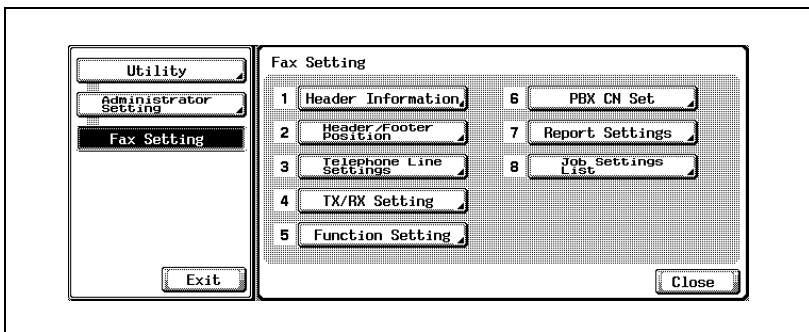 Utility
Administrator
Setting
Fax Setting
Exit
Fax Setting
1 Header Information
2 Header/Footer
Position
3 Telephone Line
Settings
4 TX/RX Setting
5 Function Setting
6 PBX CN Set
7 Report Settings
8 Job Settings
List
Close